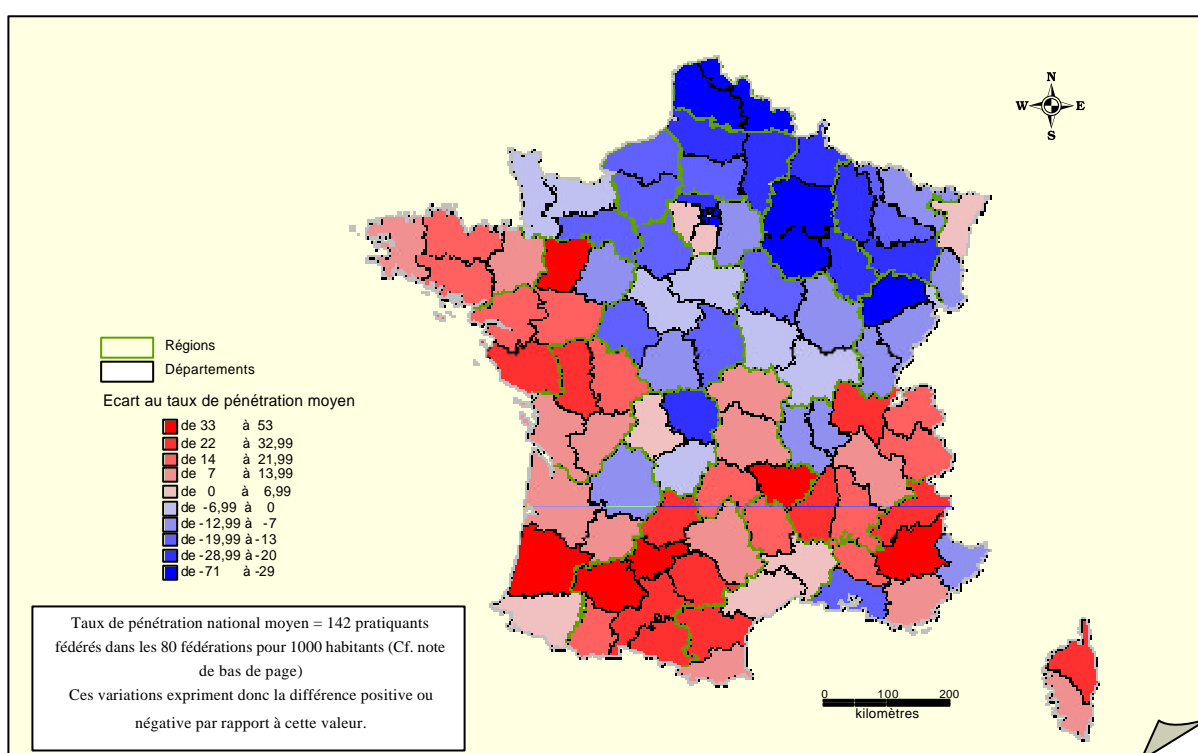 N
W E
S
Régions
Départements
Ecart au taux de pénétration moyen
de 33 à 53
de 22 à 32,99
de 14 à 21,99
de 7 à 13,99
de 0 à 6,99
de -6,99 à 0
de -12,99 à -7
de -19,99 à -13
de -28,99 à -20
de -71 à -29
Taux de pénétration national moyen = 142 pratiquants
fédérés dans les 80 fédérations pour 1000 habitants (Cf. note
de bas de page)
Ces variations expriment donc la différence positive ou
négative par rapport à cette valeur.
0 100 200
kilomètres